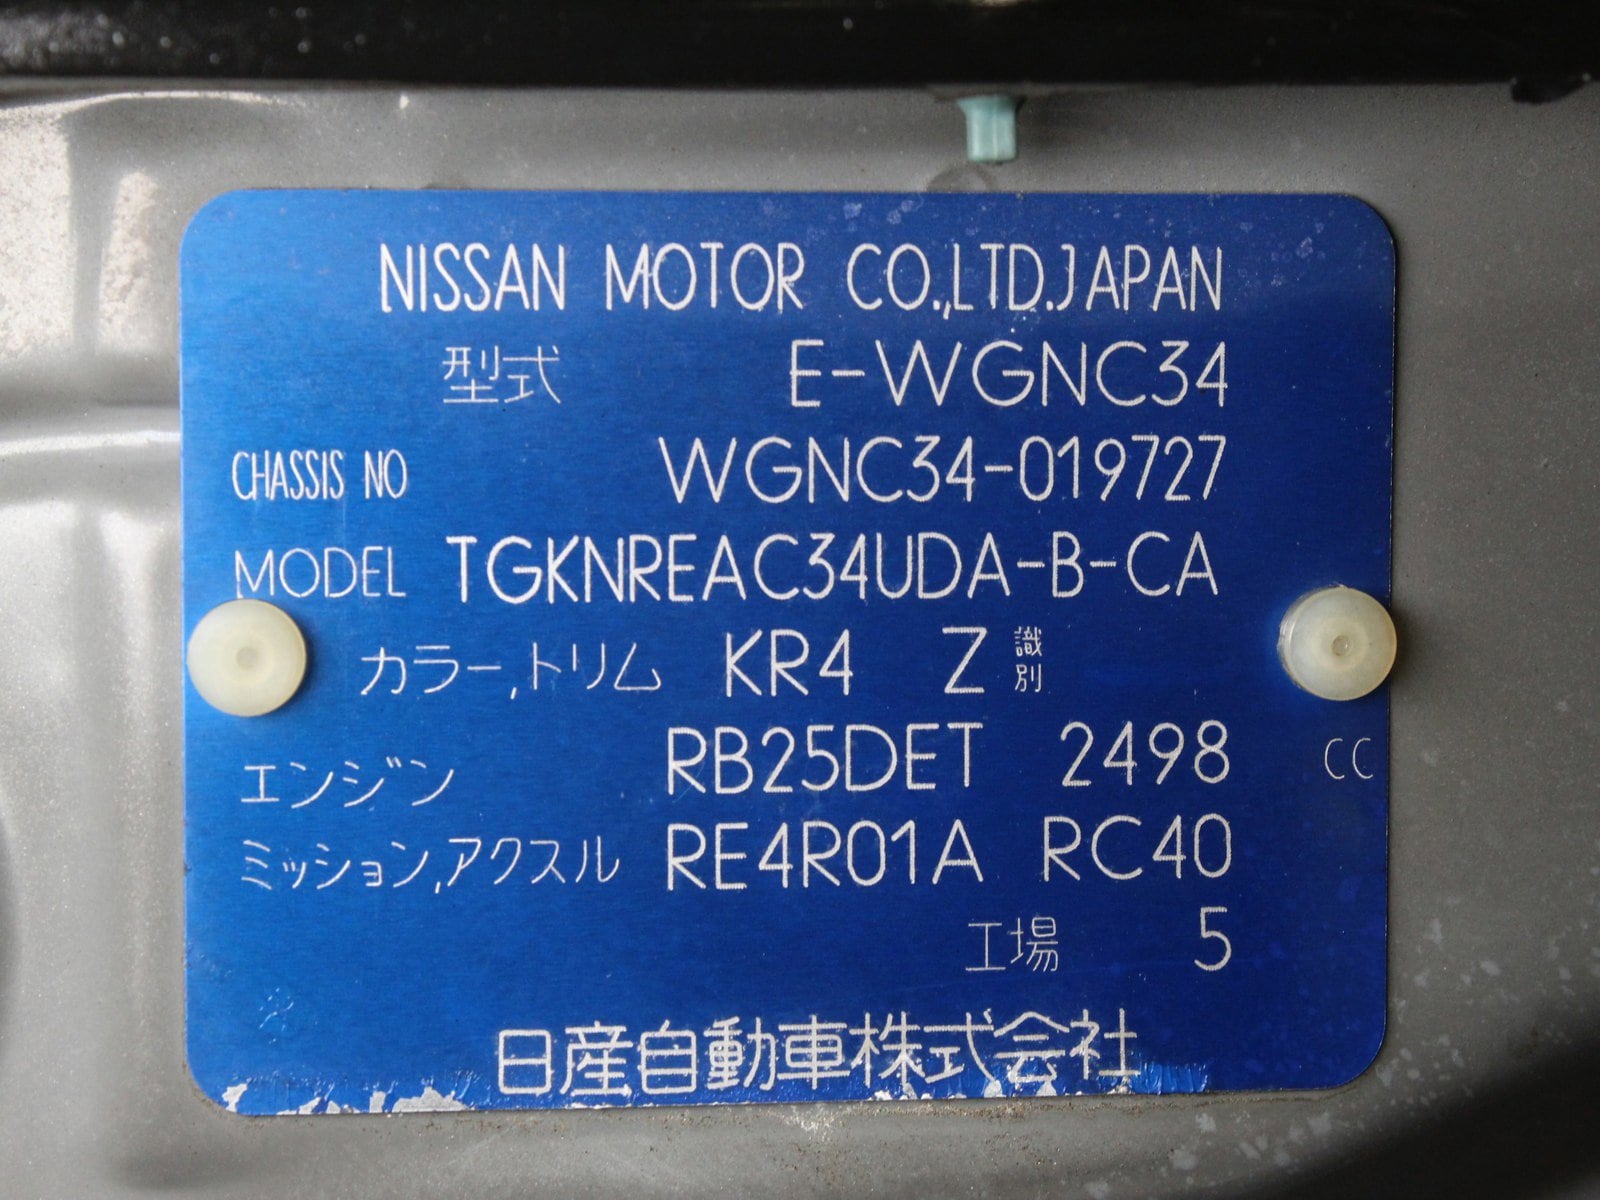 NISSAN MOTOR CO.,LTD.JAPAN
型式 E-WGNC34
CHASSIS NO WGNC34-019727
MODEL TGKNREAC34UDA-B-CA
カラー,トリム KR4 Z 識別
エンジン RB25DET 2498 CC
ミッション,アクスル RE4R01A RC40
工場 5
日産自動車株式会社